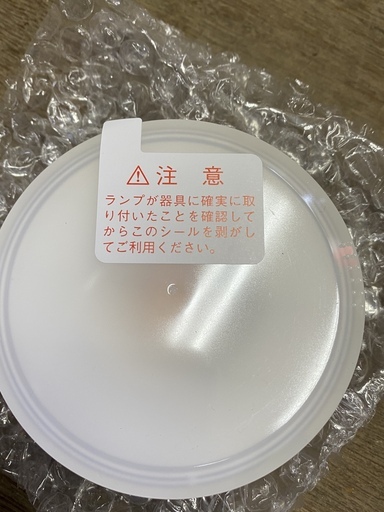 ⚠注 意
ランプが器具に確実に取
り付いたことを確認して
からこのシールを剥がし
てご利用ください。